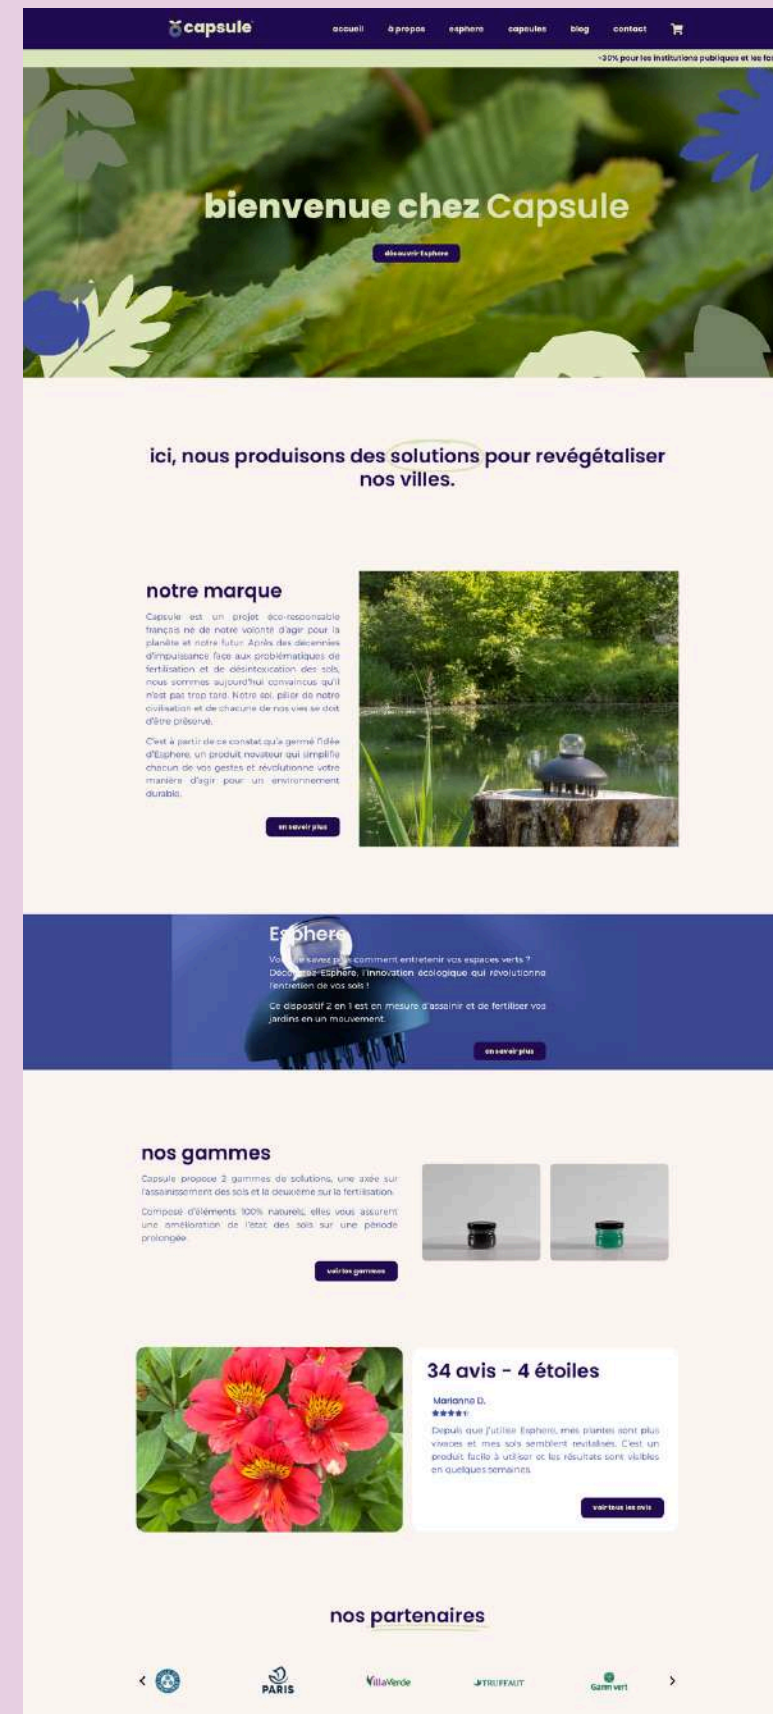 capsule
accueil à propos esphere capsules blog contact
-30% pour les institutions publiques et les
bienvenue chez Capsule
découvrir Esphere
ici, nous produisons des solutions pour revégétaliser
nos villes.
notre marque
Capsule est un projet éco-responsable
français né de notre volonté d'agir pour la
planète et notre futur. Après des décennies
d'impuissance face aux problématiques de
fertilisation et de désintoxication des sols,
nous sommes aujourd'hui convaincus qu'il
n'est pas trop tard. Notre sol, pilier de notre
civilisation et de chacune de nos vies se doit
d'être préservé.
C'est à partir de ce constat qu'a germé l'idée
d'Esphere, un produit novateur qui simplifie
chacun de vos gestes et révolutionne votre
manière d'agir pour un environnement
durable.
en savoir plus
Esphere
Vous ne savez plus comment entretenir vos espaces verts ?
Découvrez Esphere, l'innovation écologique qui révolutionne
l'entretien de vos sols !
Ce dispositif 2 en 1 est en mesure d'assainir et de fertiliser vos
jardins en un mouvement.
en savoir plus
nos gammes
Capsule propose 2 gammes de solutions, une axée sur
l'assainissement des sols et la deuxième sur la fertilisation.
Composé d'éléments 100% naturels, elles vous assurent
une amélioration de l'état des sols sur une période
prolongée.
voir les gammes
34 avis - 4 étoiles
Marianne D.
Depuis que j'utilise Esphere, mes plantes sont plus
vivaces et mes sols semblent revitalisés. C'est un
produit facile à utiliser et les résultats sont visibles
en quelques semaines.
voir tous les avis
nos partenaires
PARIS
VillaVerde
TRUFFAUT
Gamm vert